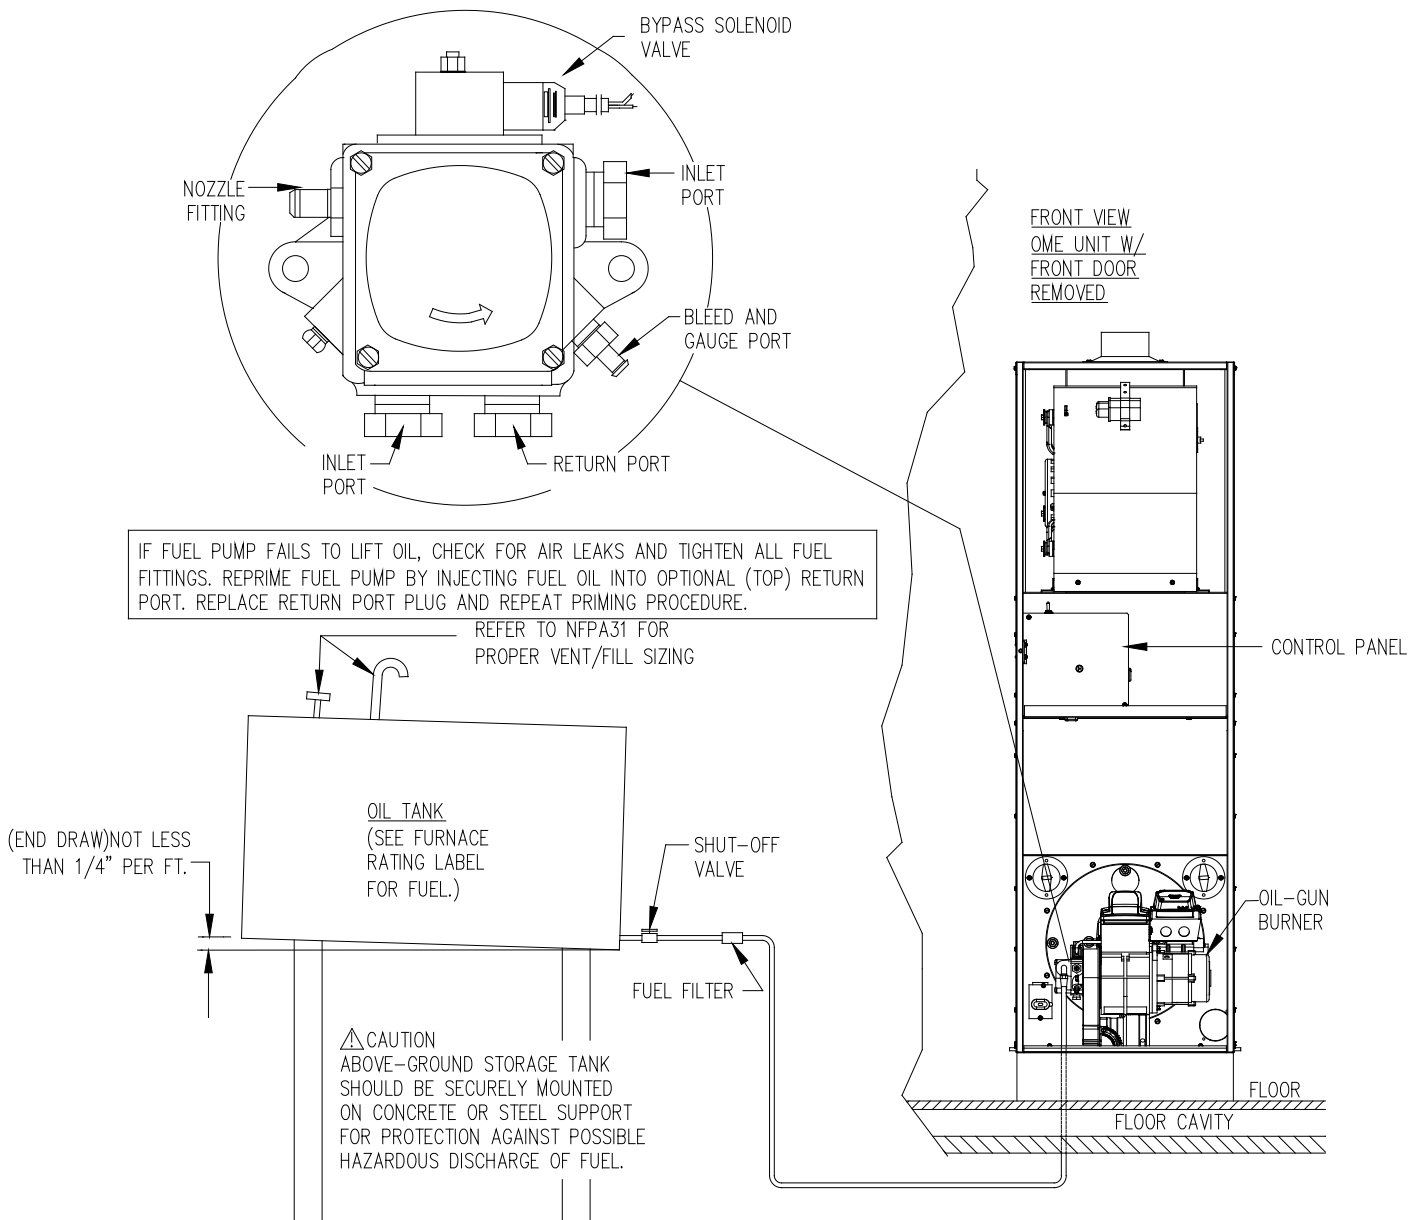 BYPASS SOLENOID
VALVE
NOZZLE
FITTING
INLET
PORT
BLEED AND
GAUGE PORT
INLET
PORT
RETURN PORT
FRONT VIEW
OME UNIT W/
FRONT DOOR
REMOVED
IF FUEL PUMP FAILS TO LIFT OIL, CHECK FOR AIR LEAKS AND TIGHTEN ALL FUEL
FITTINGS. REPRIME FUEL PUMP BY INJECTING FUEL OIL INTO OPTIONAL (TOP) RETURN
PORT. REPLACE RETURN PORT PLUG AND REPEAT PRIMING PROCEDURE.
REFER TO NFPA31 FOR
PROPER VENT/FILL SIZING
CONTROL PANEL
OIL TANK
(SEE FURNACE
RATING LABEL
FOR FUEL.)
(END DRAW)NOT LESS
THAN 1/4" PER FT.
SHUT-OFF
VALVE
FUEL FILTER
OIL-GUN
BURNER
⚠CAUTION
ABOVE-GROUND STORAGE TANK
SHOULD BE SECURELY MOUNTED
ON CONCRETE OR STEEL SUPPORT
FOR PROTECTION AGAINST POSSIBLE
HAZARDOUS DISCHARGE OF FUEL.
FLOOR
FLOOR CAVITY